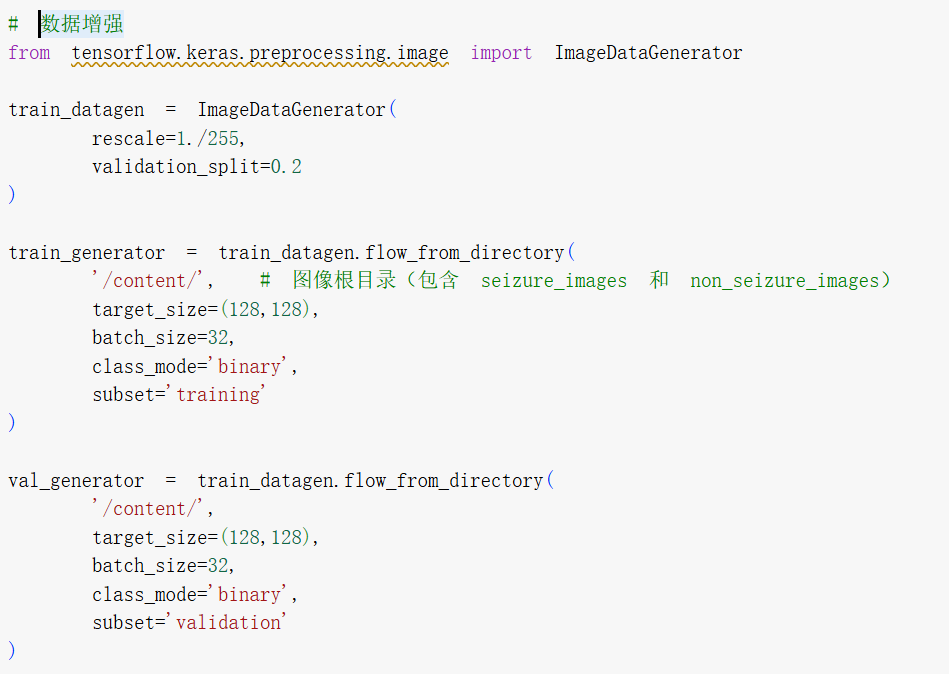 # 数据增强
from tensorflow.keras.preprocessing.image import ImageDataGenerator
train_datagen = ImageDataGenerator(
rescale=1./255,
validation_split=0.2
)
train_generator = train_datagen.flow_from_directory(
'/content/', # 图像根目录（包含 seizure_images 和 non_seizure_images）
target_size=(128,128),
batch_size=32,
class_mode='binary',
subset='training'
)
val_generator = train_datagen.flow_from_directory(
'/content/',
target_size=(128,128),
batch_size=32,
class_mode='binary',
subset='validation'
)